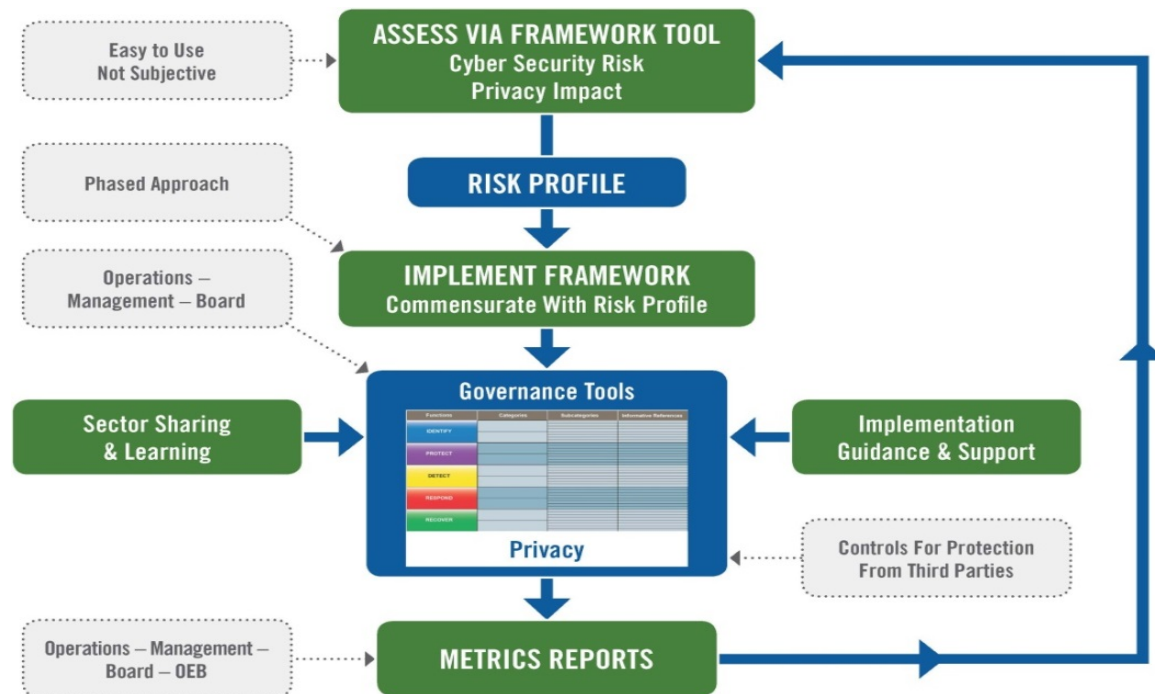 ASSESS VIA FRAMEWORK TOOL
Cyber Security Risk
Privacy Impact
Easy to Use
Not Subjective
RISK PROFILE
Phased Approach
IMPLEMENT FRAMEWORK
Commensurate With Risk Profile
Operations –
Management – Board
Governance Tools
Functions Categories Subcategories Information References
IDENTIFY
PROTECT
DETECT
RESPOND
RECOVER
Privacy
Sector Sharing
& Learning
Implementation
Guidance & Support
Controls For Protection
From Third Parties
Operations – Management –
Board – OEB
METRICS REPORTS